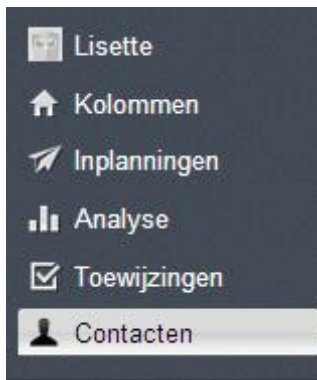 Lisette
Kolommen
Inplanningen
Analyse
Toewijzingen
Contacten